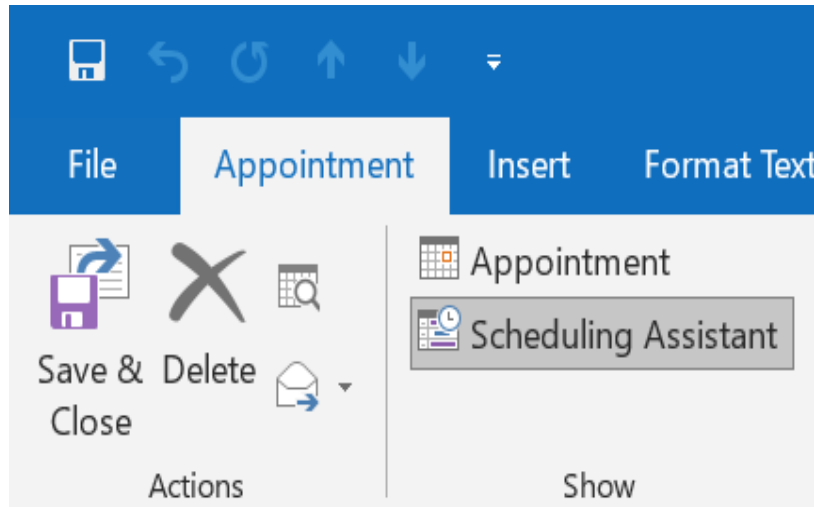 File Appointment Insert Format Text
Appointment
Scheduling Assistant
Save & Delete
Close
Actions Show